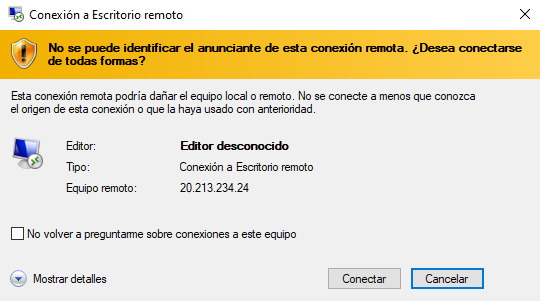 Conexión a Escritorio remoto
No se puede identificar el anunciante de esta conexión remota. ¿Desea conectarse
de todas formas?
Esta conexión remota podría dañar el equipo local o remoto. No se conecte a menos que conozca
el origen de esta conexión o que la haya usado con anterioridad.
Editor: Editor desconocido
Tipo: Conexión a Escritorio remoto
Equipo remoto: 20.213.234.24
No volver a preguntarme sobre conexiones a este equipo
Mostrar detalles Conectar Cancelar